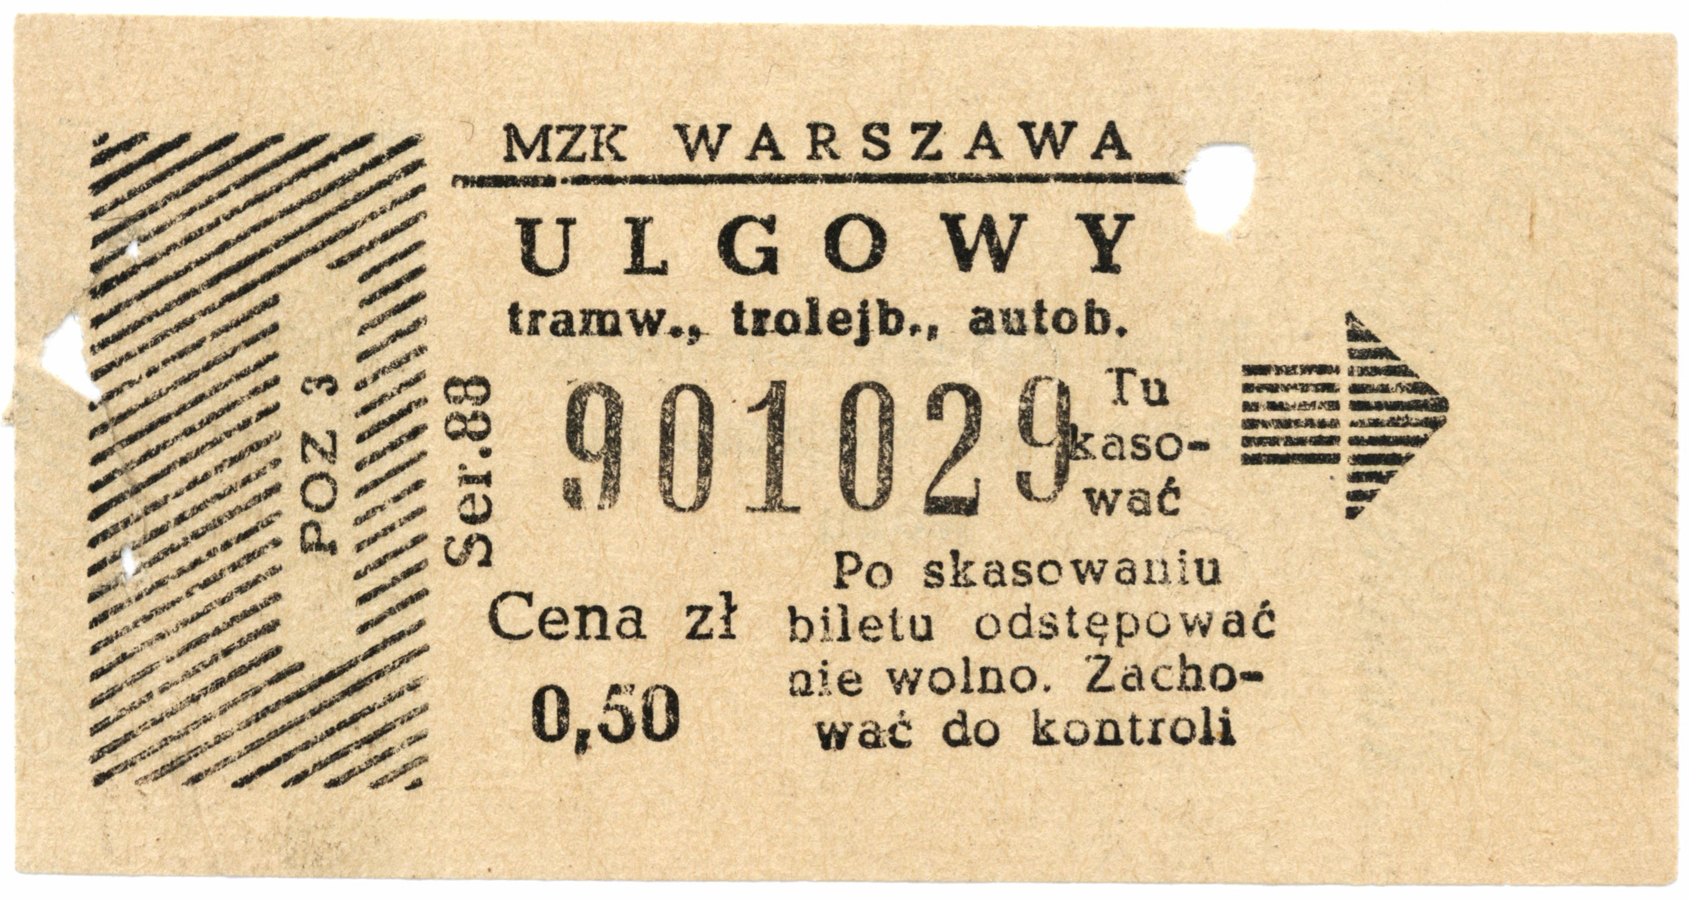 MZK WARSZAWA
ULGOWY
tramw., trolejb., autob.
POZ 3
Ser.88
901029
Tu
kaso-
wać
Cena zł
0,50
Po skasowaniu
biletu odstępować
nie wolno. Zacho-
wać do kontroli